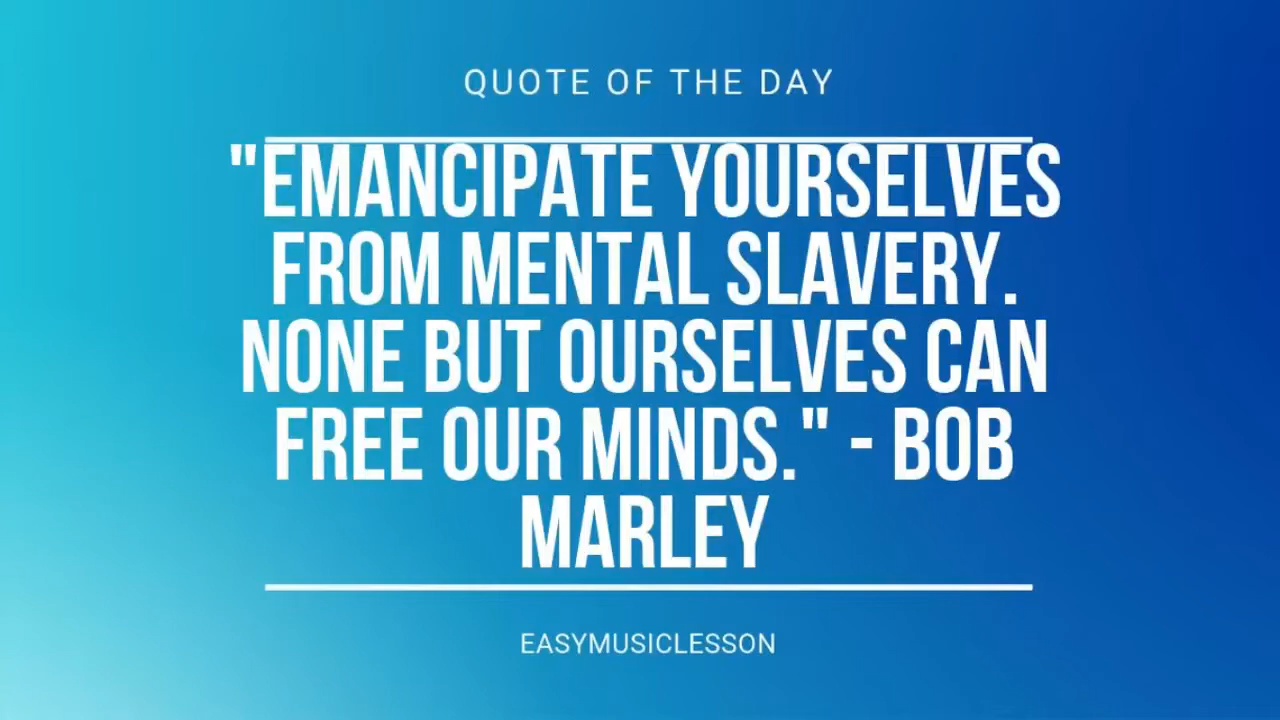 QUOTE OF THE DAY
"EMANCIPATE YOURSELVES
FROM MENTAL SLAVERY.
NONE BUT OURSELVES CAN
FREE OUR MINDS." - BOB
MARLEY
EASYMUSICLESSON